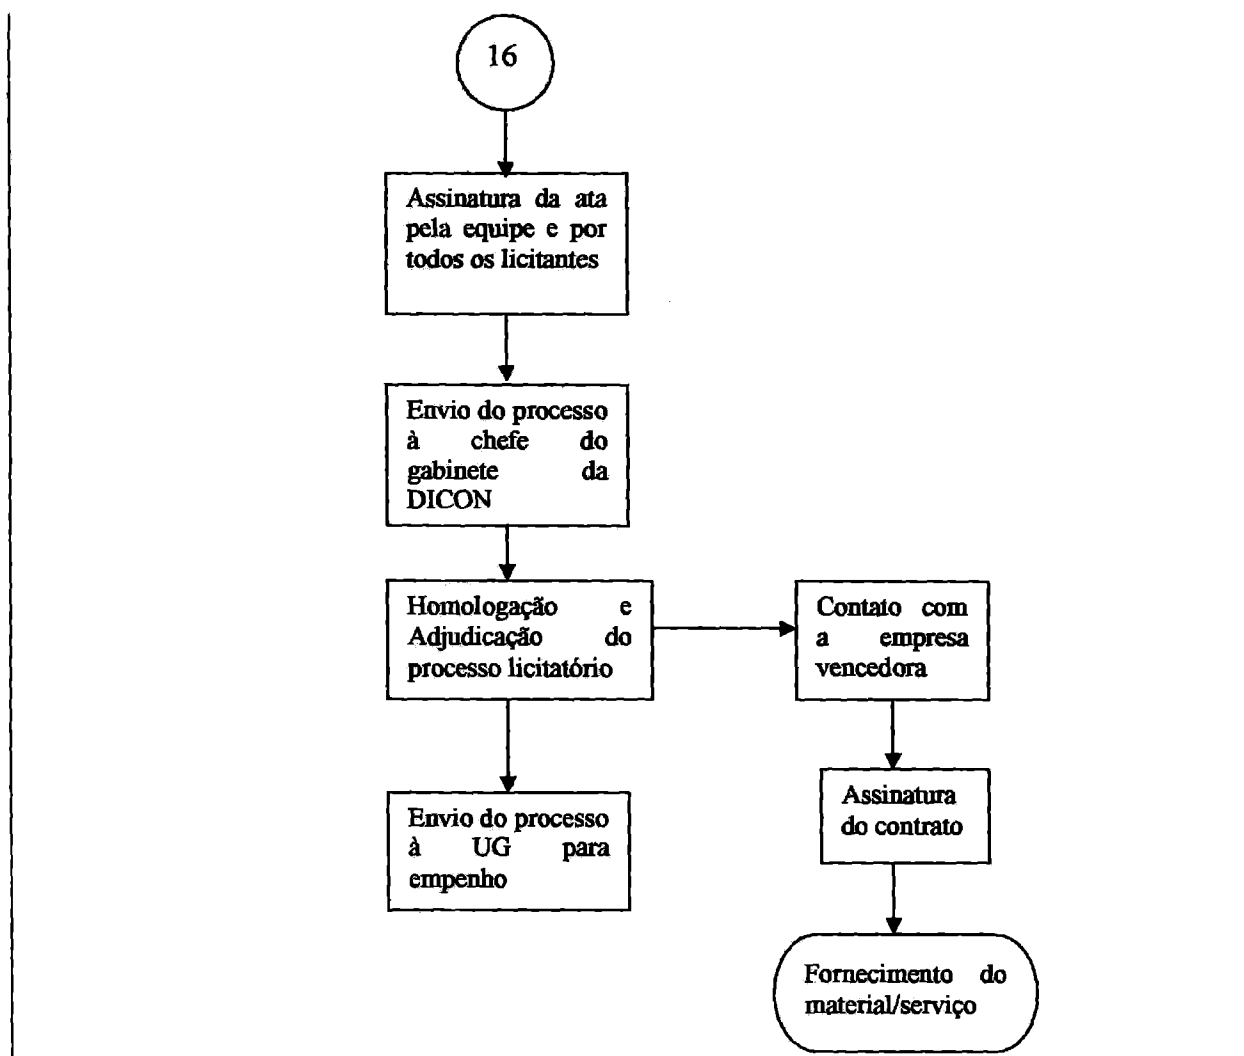 16
Assinatura da ata
pela equipe e por
todos os licitantes
Envio do processo
à chefe do
gabinete da
DICON
Homologação e
Adjudicação do
processo licitatório
Contato com
a empresa
vencedora
Envio do processo
à UG para
empenho
Assinatura
do contrato
Fornecimento do
material/serviço